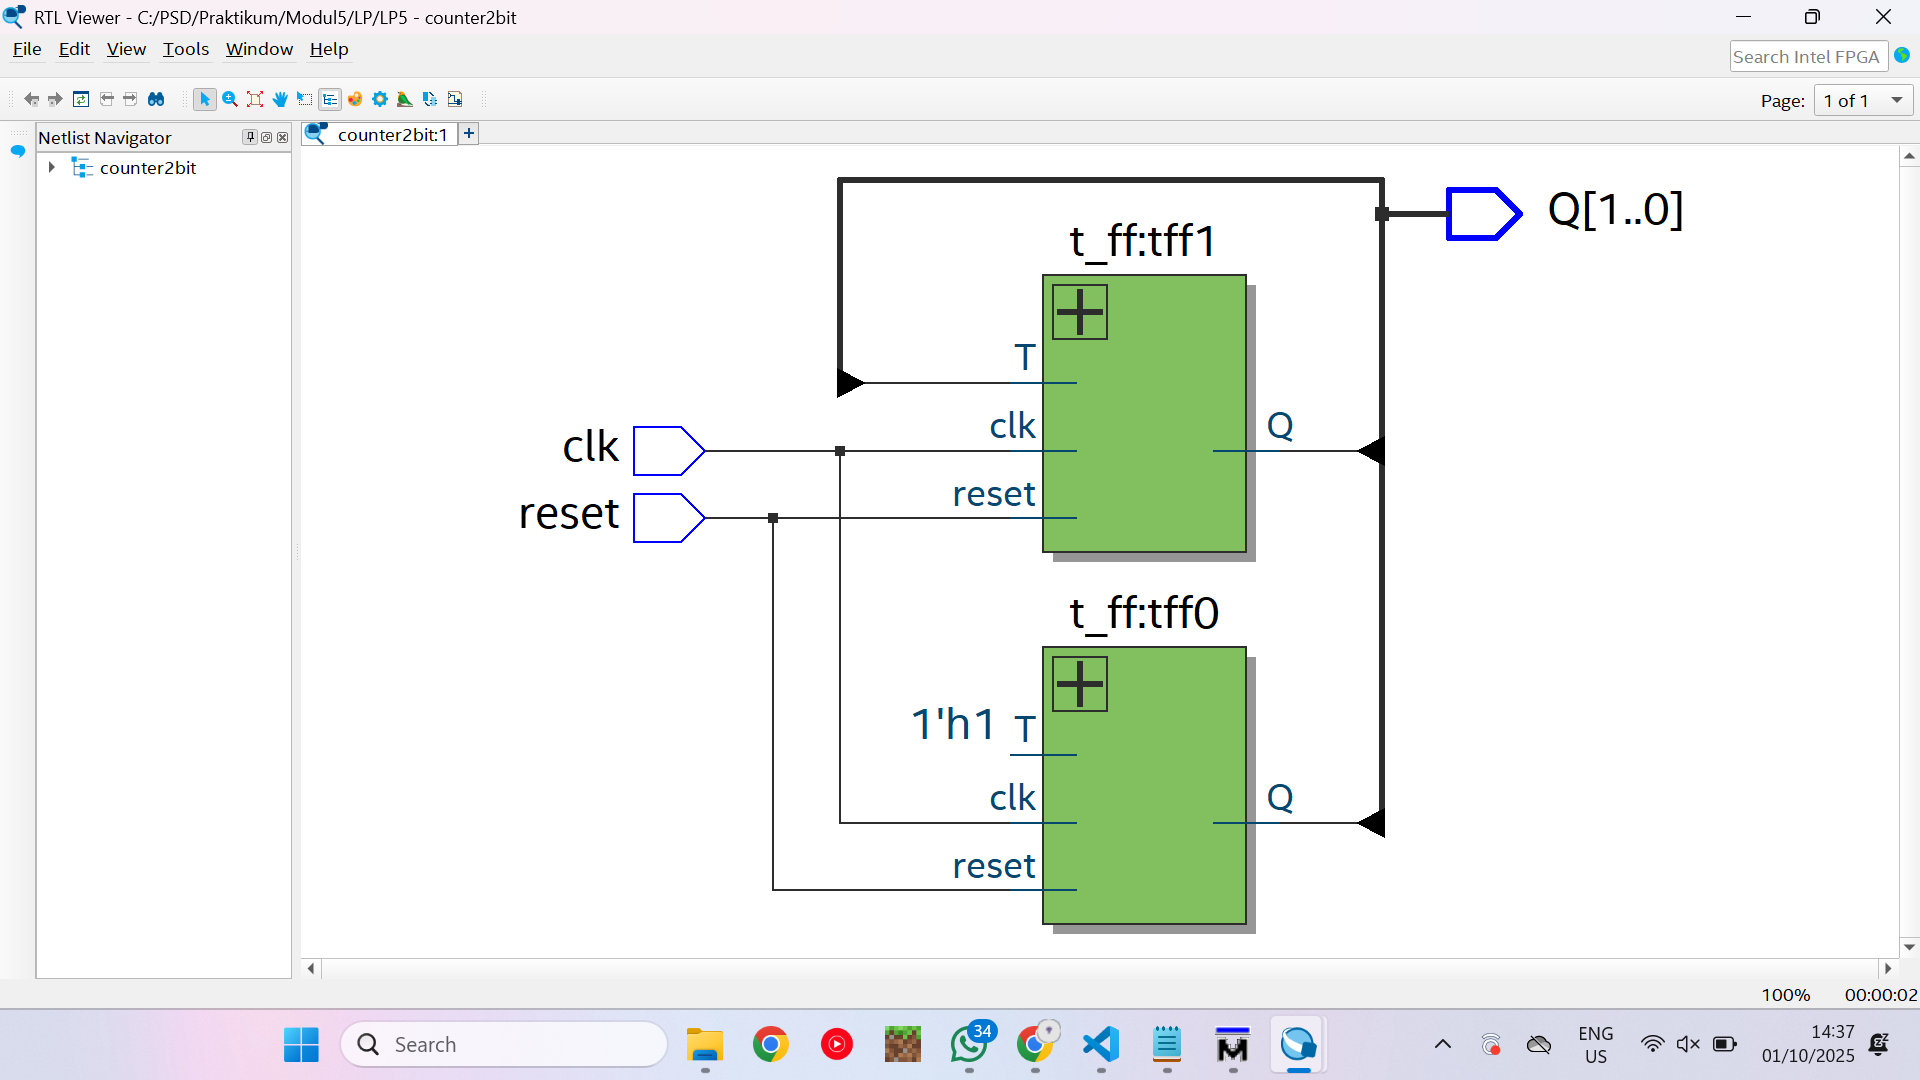 RTL Viewer - C:/PSD/Praktikum/Modul5/LP/LP5 - counter2bit
File Edit View Tools Window Help
Search Intel FPGA
Page: 1 of 1
Netlist Navigator
counter2bit:1
counter2bit
Q[1..0]
t_ff:tff1
T
clk
clk
Q
reset
reset
t_ff:tff0
1'h1 T
clk
Q
reset
100% 00:00:02
Search
34
ENG
US
14:37
01/10/2025